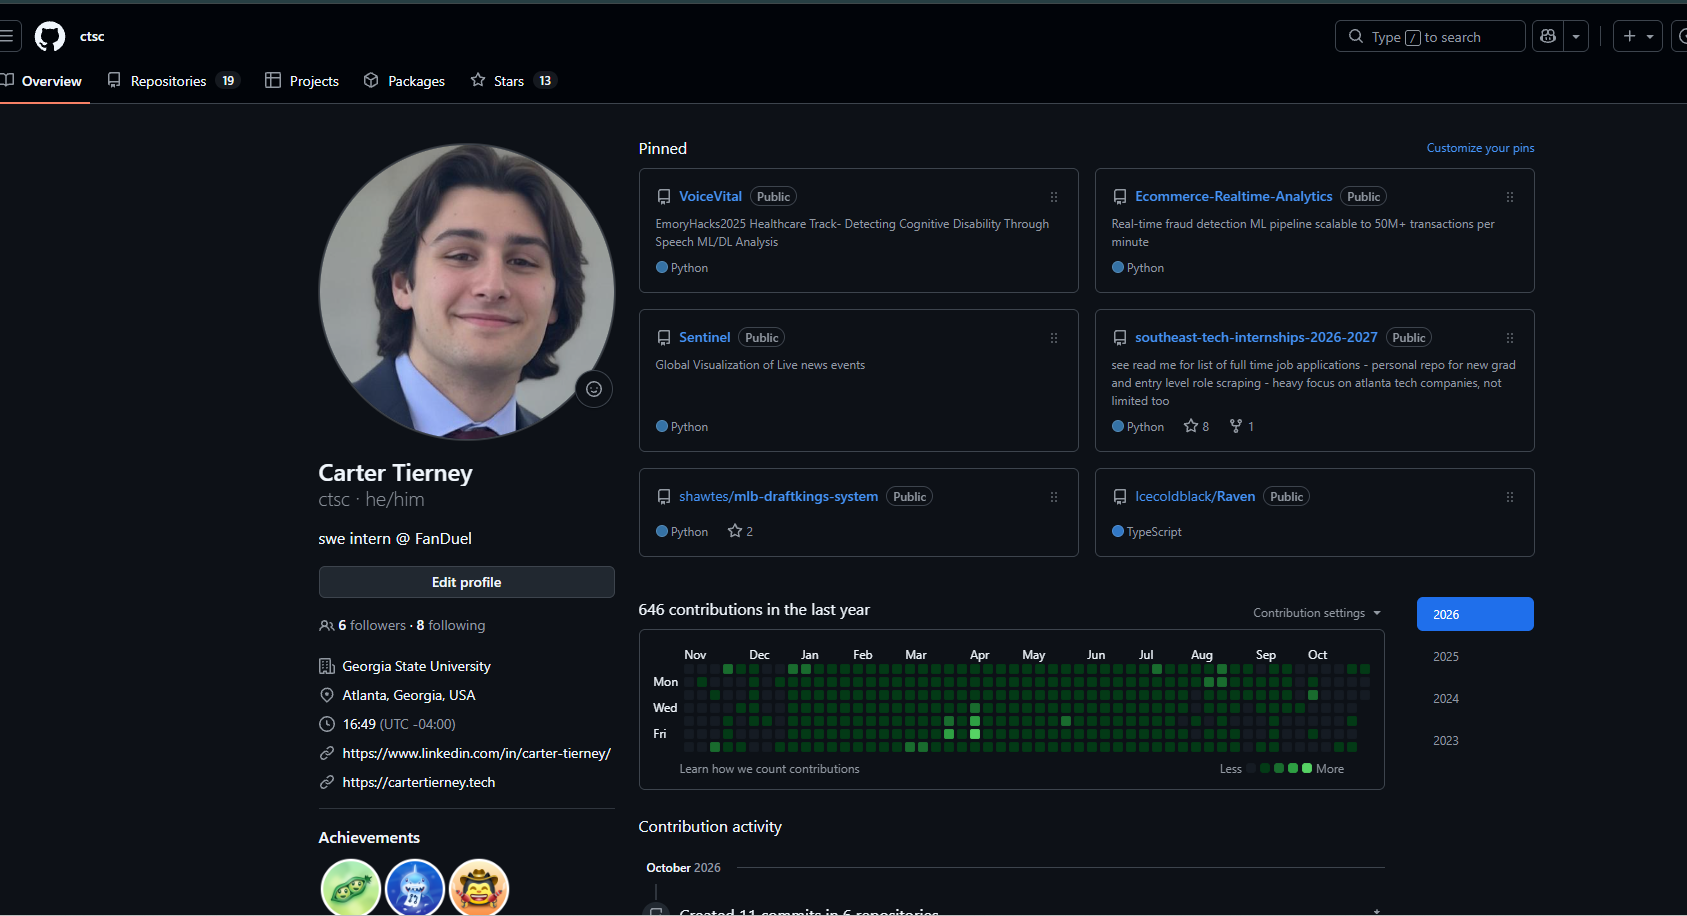 ctsc
Type / to search
Overview
Repositories 19
Projects
Packages
Stars 13
Carter Tierney
ctsc · he/him
swe intern @ FanDuel
Edit profile
6 followers · 8 following
Georgia State University
Atlanta, Georgia, USA
16:49 (UTC -04:00)
https://www.linkedin.com/in/carter-tierney/
https://cartertierney.tech
Achievements
Pinned
Customize your pins
VoiceVital Public
EmoryHacks2025 Healthcare Track- Detecting Cognitive Disability Through
Speech ML/DL Analysis
Python
Ecommerce-Realtime-Analytics Public
Real-time fraud detection ML pipeline scalable to 50M+ transactions per
minute
Python
Sentinel Public
Global Visualization of Live news events
Python
southeast-tech-internships-2026-2027 Public
see read me for list of full time job applications - personal repo for new grad
and entry level role scraping - heavy focus on atlanta tech companies, not
limited too
Python 8 1
shawtes/mlb-draftkings-system Public
Python 2
Icecoldblack/Raven Public
TypeScript
646 contributions in the last year
Contribution settings
Nov Dec Jan Feb Mar Apr May Jun Jul Aug Sep Oct
Mon
Wed
Fri
Learn how we count contributions
Less More
2026
2025
2024
2023
Contribution activity
October 2026
Created 11 commits in 6 repositories